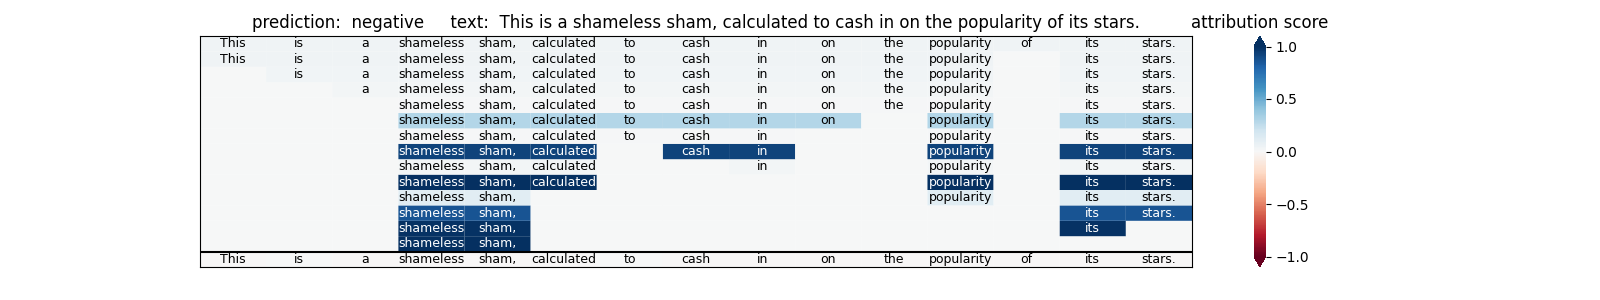 prediction: negative text: This is a shameless sham, calculated to cash in on the popularity of its stars. attribution score
This is a shameless sham, calculated to cash in on the popularity of its stars.
This is a shameless sham, calculated to cash in on the popularity its stars.
is a shameless sham, calculated to cash in on the popularity its stars.
a shameless sham, calculated to cash in on the popularity its stars.
shameless sham, calculated to cash in on the popularity its stars.
shameless sham, calculated to cash in on popularity its stars.
shameless sham, calculated to cash in popularity its stars.
shameless sham, calculated cash in popularity its stars.
shameless sham, calculated in popularity its stars.
shameless sham, calculated popularity its stars.
shameless sham, popularity its stars.
shameless sham, its stars.
shameless sham, its
shameless sham,
This is a shameless sham, calculated to cash in on the popularity of its stars.
1.0
0.5
0.0
−0.5
−1.0